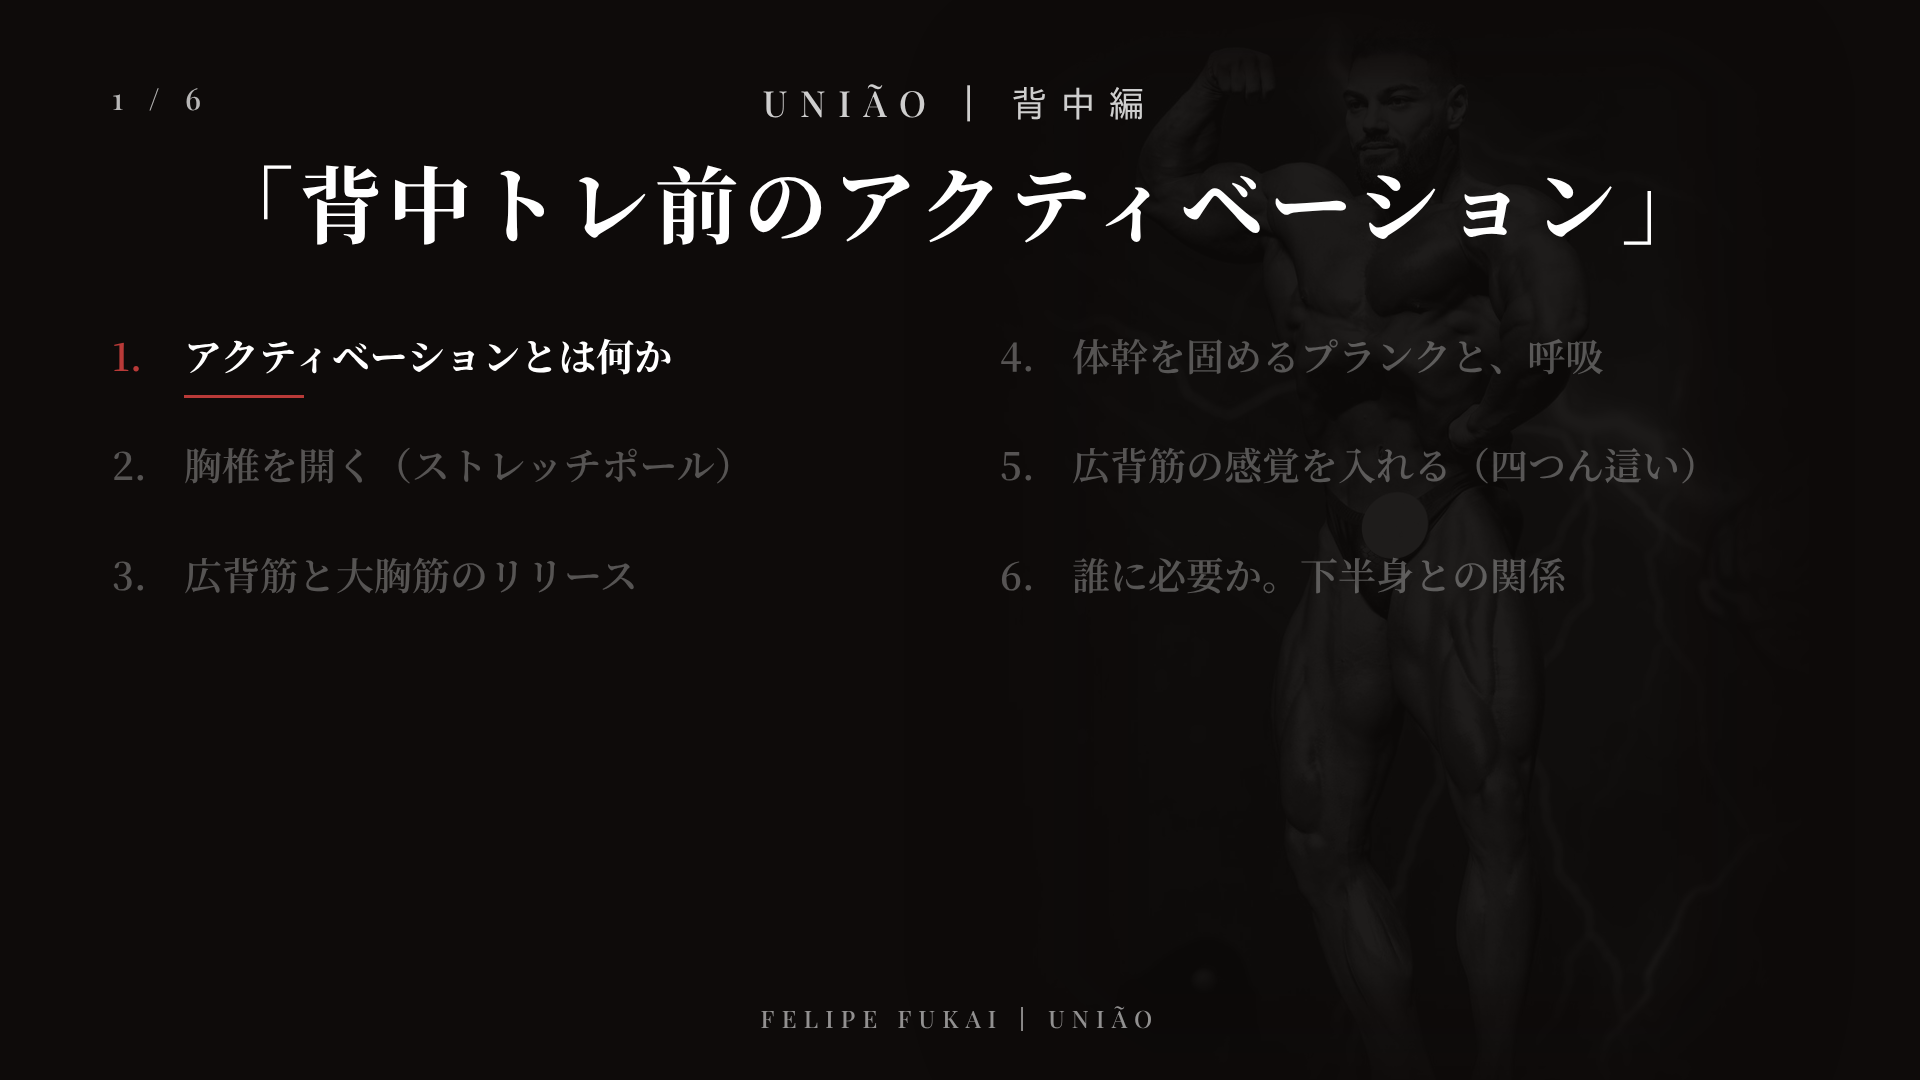 1 / 6
UNIÃO | 背中編
「背中トレ前のアクティベーション」
1. アクティベーションとは何か
2. 胸椎を開く（ストレッチポール）
3. 広背筋と大胸筋のリリース
4. 体幹を固めるプランクと、呼吸
5. 広背筋の感覚を入れる（四つん這い）
6. 誰に必要か。下半身との関係
FELIPE FUKAI | UNIÃO